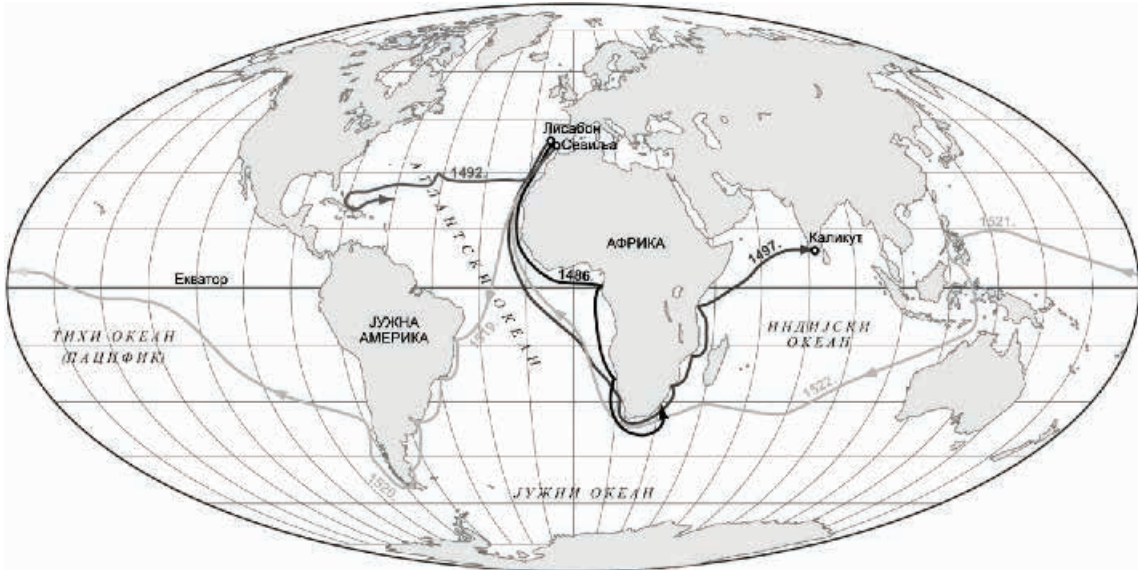 Лисабон
Севиља
1492.
АТЛАНТСКИ ОКЕАН
АФРИКА
Каликут
1521.
1497.
1486.
Екватор
ЈУЖНА
АМЕРИКА
1519.
ТИХИ ОКЕАН
(ПАЦИФИК)
ИНДИЈСКИ
ОКЕАН
1522
1520.
ЈУЖНИ ОКЕАН